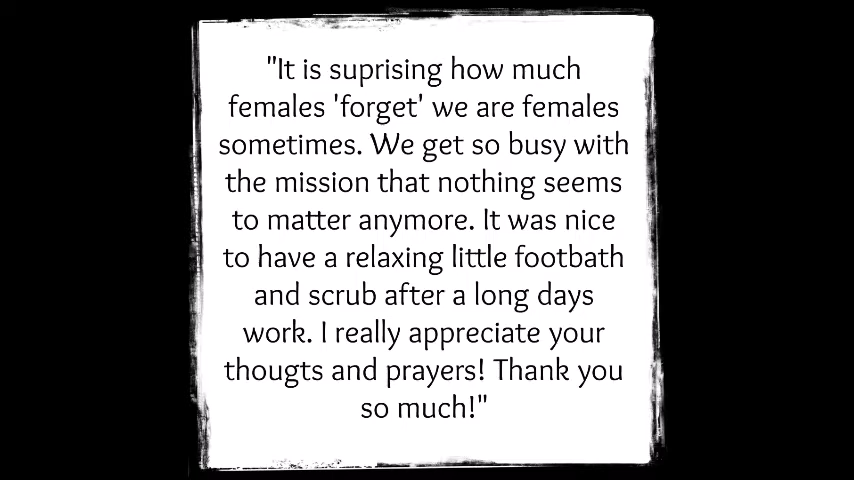 "It is suprising how much
females 'forget' we are females
sometimes. We get so busy with
the mission that nothing seems
to matter anymore. It was nice
to have a relaxing little footbath
and scrub after a long days
work. I really appreciate your
thougts and prayers! Thank you
so much!"